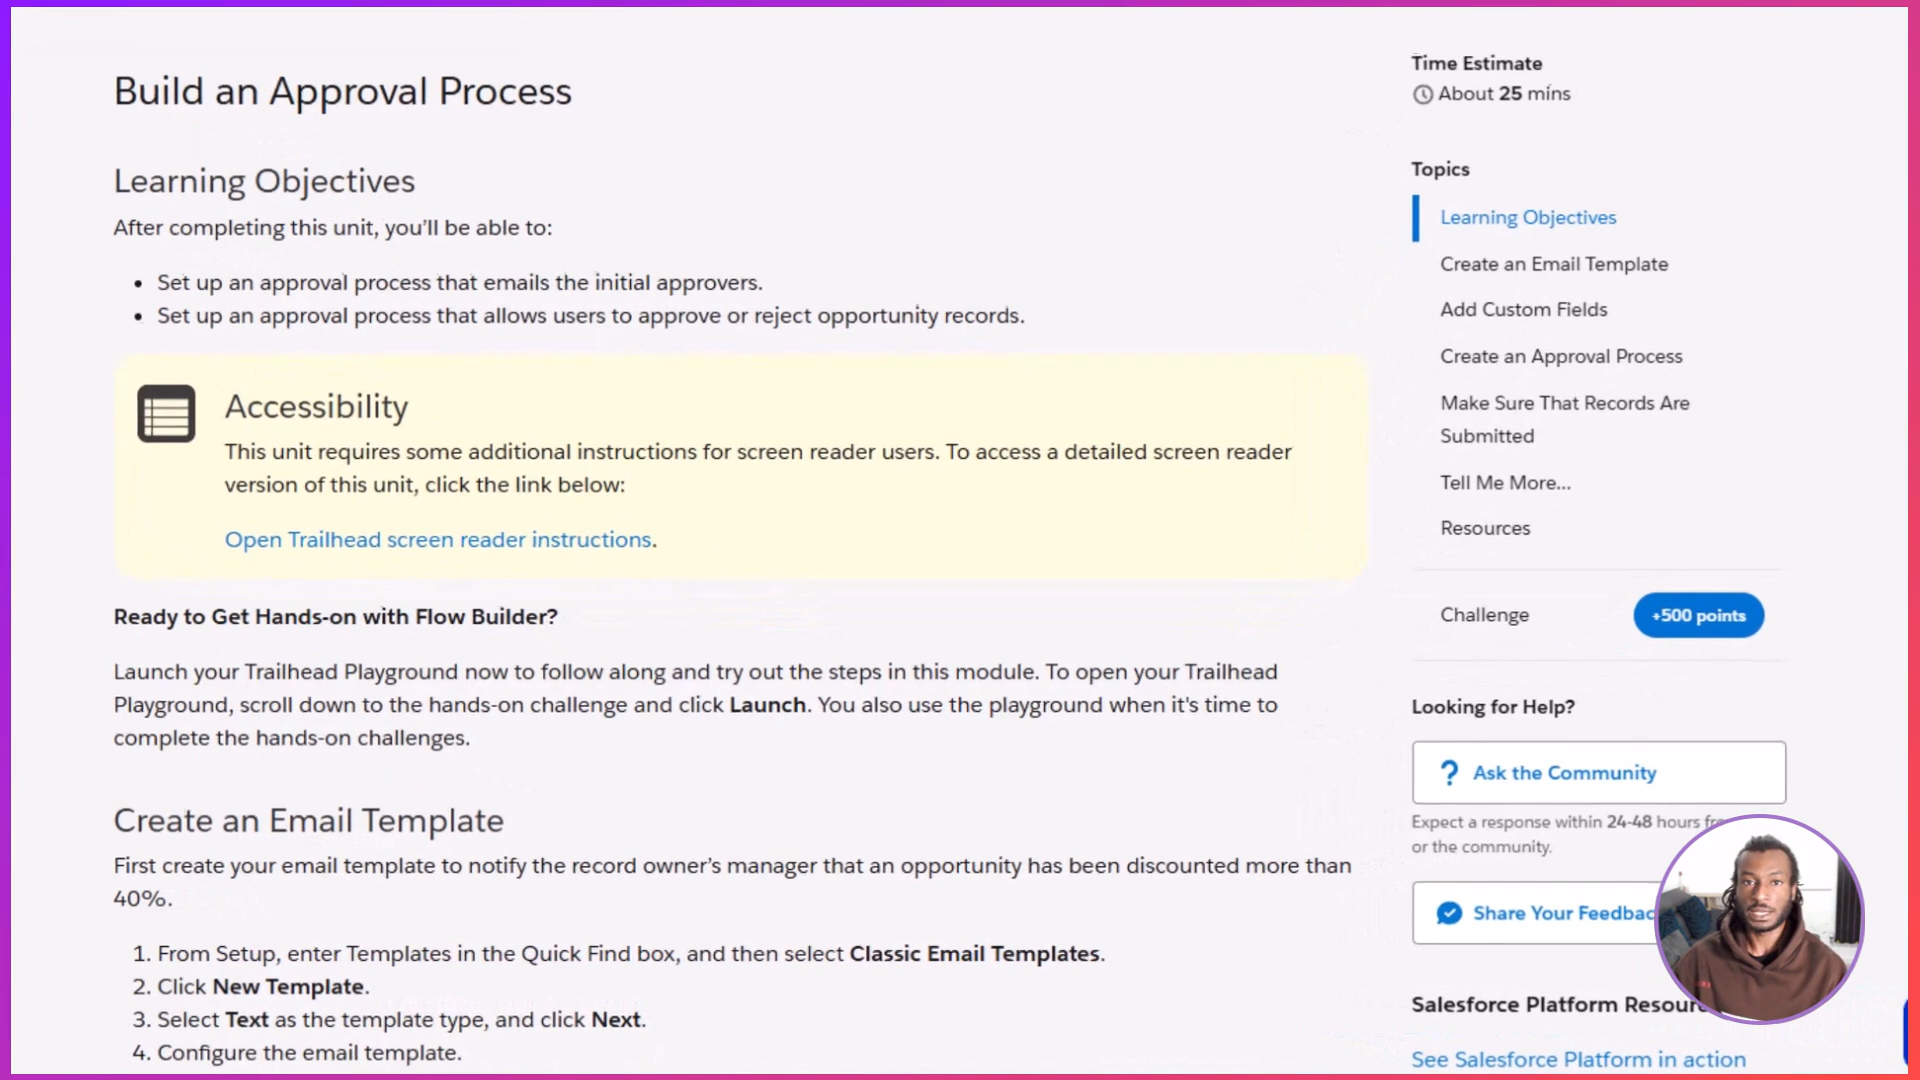 Build an Approval Process
Learning Objectives
After completing this unit, you’ll be able to:
• Set up an approval process that emails the initial approvers.
• Set up an approval process that allows users to approve or reject opportunity records.
Accessibility
This unit requires some additional instructions for screen reader users. To access a detailed screen reader
version of this unit, click the link below:
Open Trailhead screen reader instructions.
Ready to Get Hands-on with Flow Builder?
Launch your Trailhead Playground now to follow along and try out the steps in this module. To open your Trailhead
Playground, scroll down to the hands-on challenge and click Launch. You also use the playground when it's time to
complete the hands-on challenges.
Create an Email Template
First create your email template to notify the record owner’s manager that an opportunity has been discounted more than
40%.
1. From Setup, enter Templates in the Quick Find box, and then select Classic Email Templates.
2. Click New Template.
3. Select Text as the template type, and click Next.
4. Configure the email template.
Time Estimate
About 25 mins
Topics
Learning Objectives
Create an Email Template
Add Custom Fields
Create an Approval Process
Make Sure That Records Are
Submitted
Tell Me More...
Resources
Challenge
+500 points
Looking for Help?
? Ask the Community
Expect a response within 24-48 hours
or the community.
Share Your
Salesforce Platform
See Salesforce Platform in action